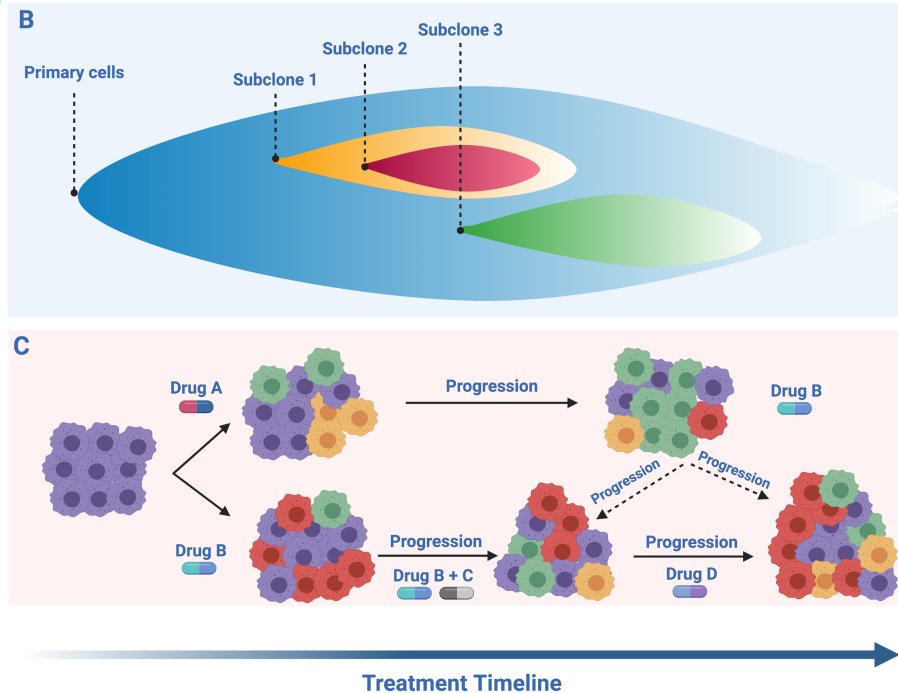 B
Primary cells
Subclone 1
Subclone 2
Subclone 3
C
Drug A
Progression
Drug B
Progression
Progression
Drug B
Progression
Drug B + C
Progression
Drug D
Treatment Timeline